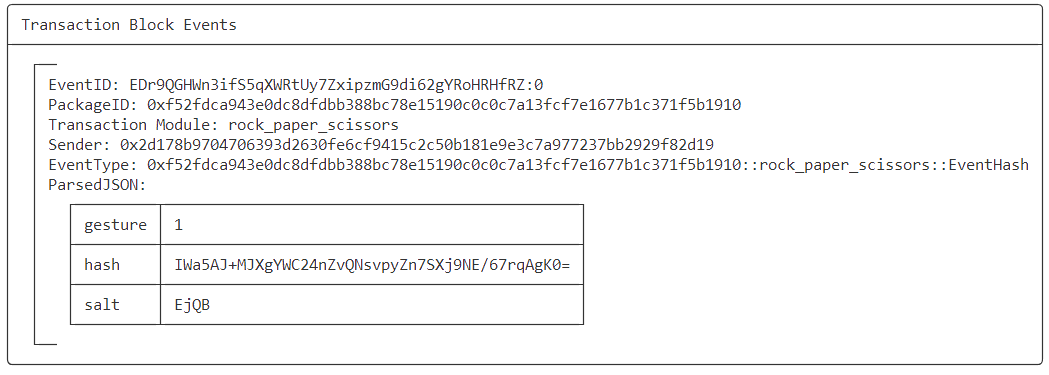 Transaction Block Events
EventID: EDr9QGHWn3ifS5qXWRtUy7ZxipzmG9di62gYRoHRHfRZ:0
PackageID: 0xf52fdca943e0dc8dfdbb388bc78e15190c0c0c7a13fcf7e1677b1c371f5b1910
Transaction Module: rock_paper_scissors
Sender: 0x2d178b9704706393d2630fe6cf9415c2c50b181e9e3c7a977237bb2929f82d19
EventType: 0xf52fdca943e0dc8dfdbb388bc78e15190c0c0c7a13fcf7e1677b1c371f5b1910::rock_paper_scissors::EventHash
ParsedJSON:
gesture 1
hash IWa5AJ+MJXgYWC24nZvQNsvpyZn7SXj9NE/67rqAgK0=
salt EjQB